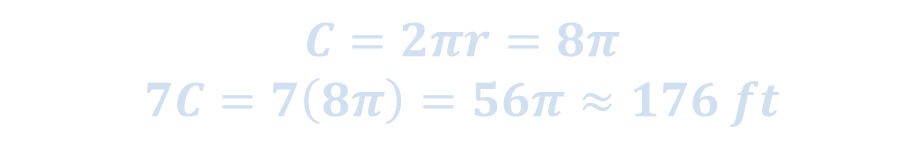 C = 2πr = 8π
7C = 7(8π) = 56π ≈ 176 ft